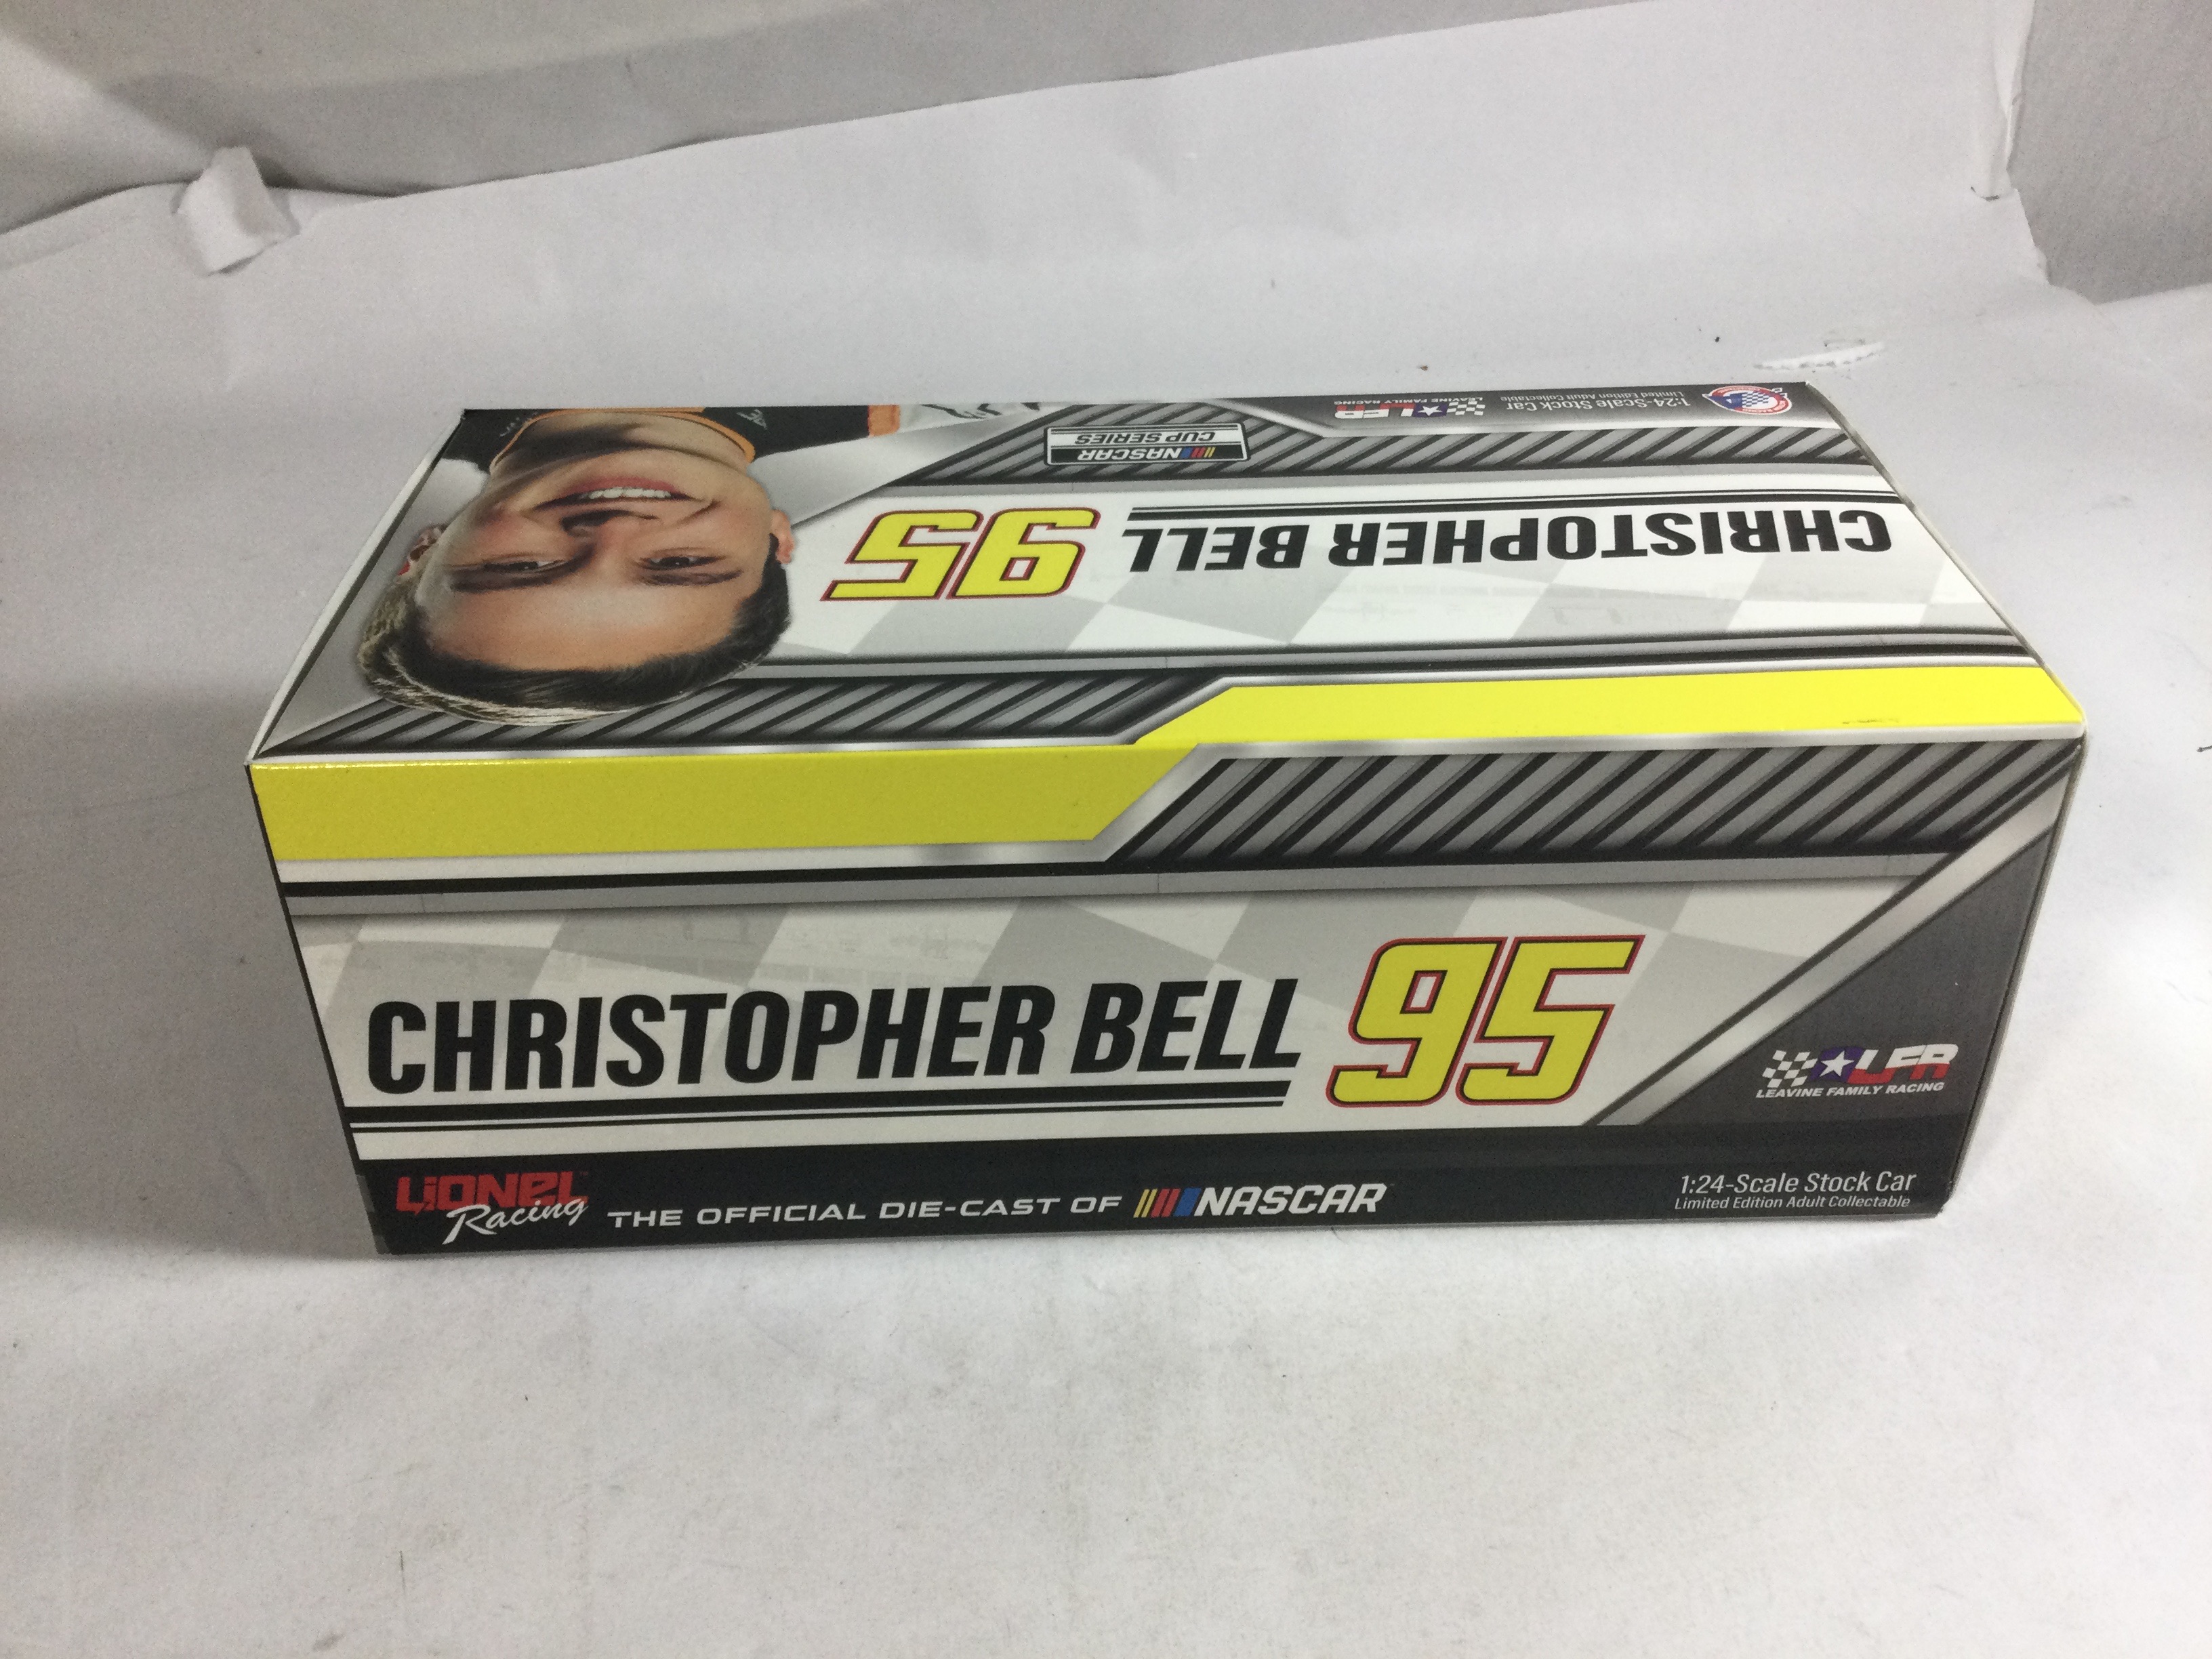 1:24-Scale Stock Car
Limited Edition Adult Collectable
LFR
LEAVINE FAMILY RACING
NASCAR
CUP SERIES
CHRISTOPHER BELL
95
CHRISTOPHER BELL 95
LFR
LEAVINE FAMILY RACING
LIONEL
Racing
THE OFFICIAL DIE-CAST OF NASCAR
1:24-Scale Stock Car
Limited Edition Adult Collectable